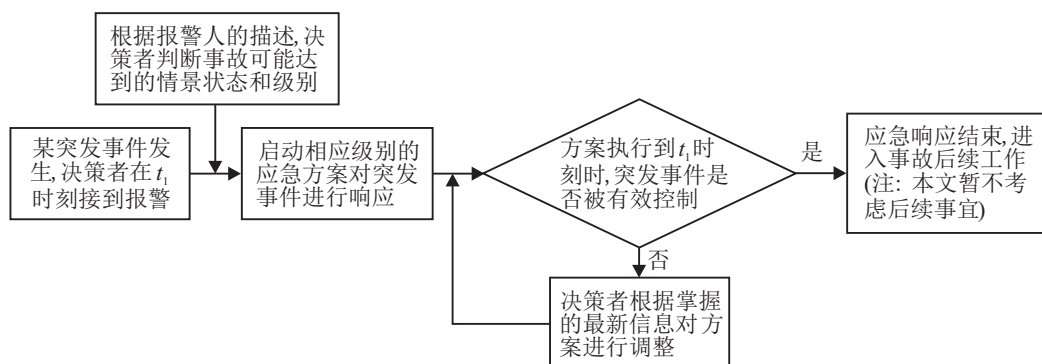 根据报警人的描述, 决
策者判断事故可能达
到的情景状态和级别
某突发事件发
生, 决策者在 t₁
时刻接到报警
启动相应级别的
应急方案对突发
事件进行响应
方案执行到 t₁ 时
刻时, 突发事件是
否被有效控制
是
应急响应结束, 进
入事故后续工作
(注: 本文暂不考
虑后续事宜)
否
决策者根据掌握
的最新信息对方
案进行调整